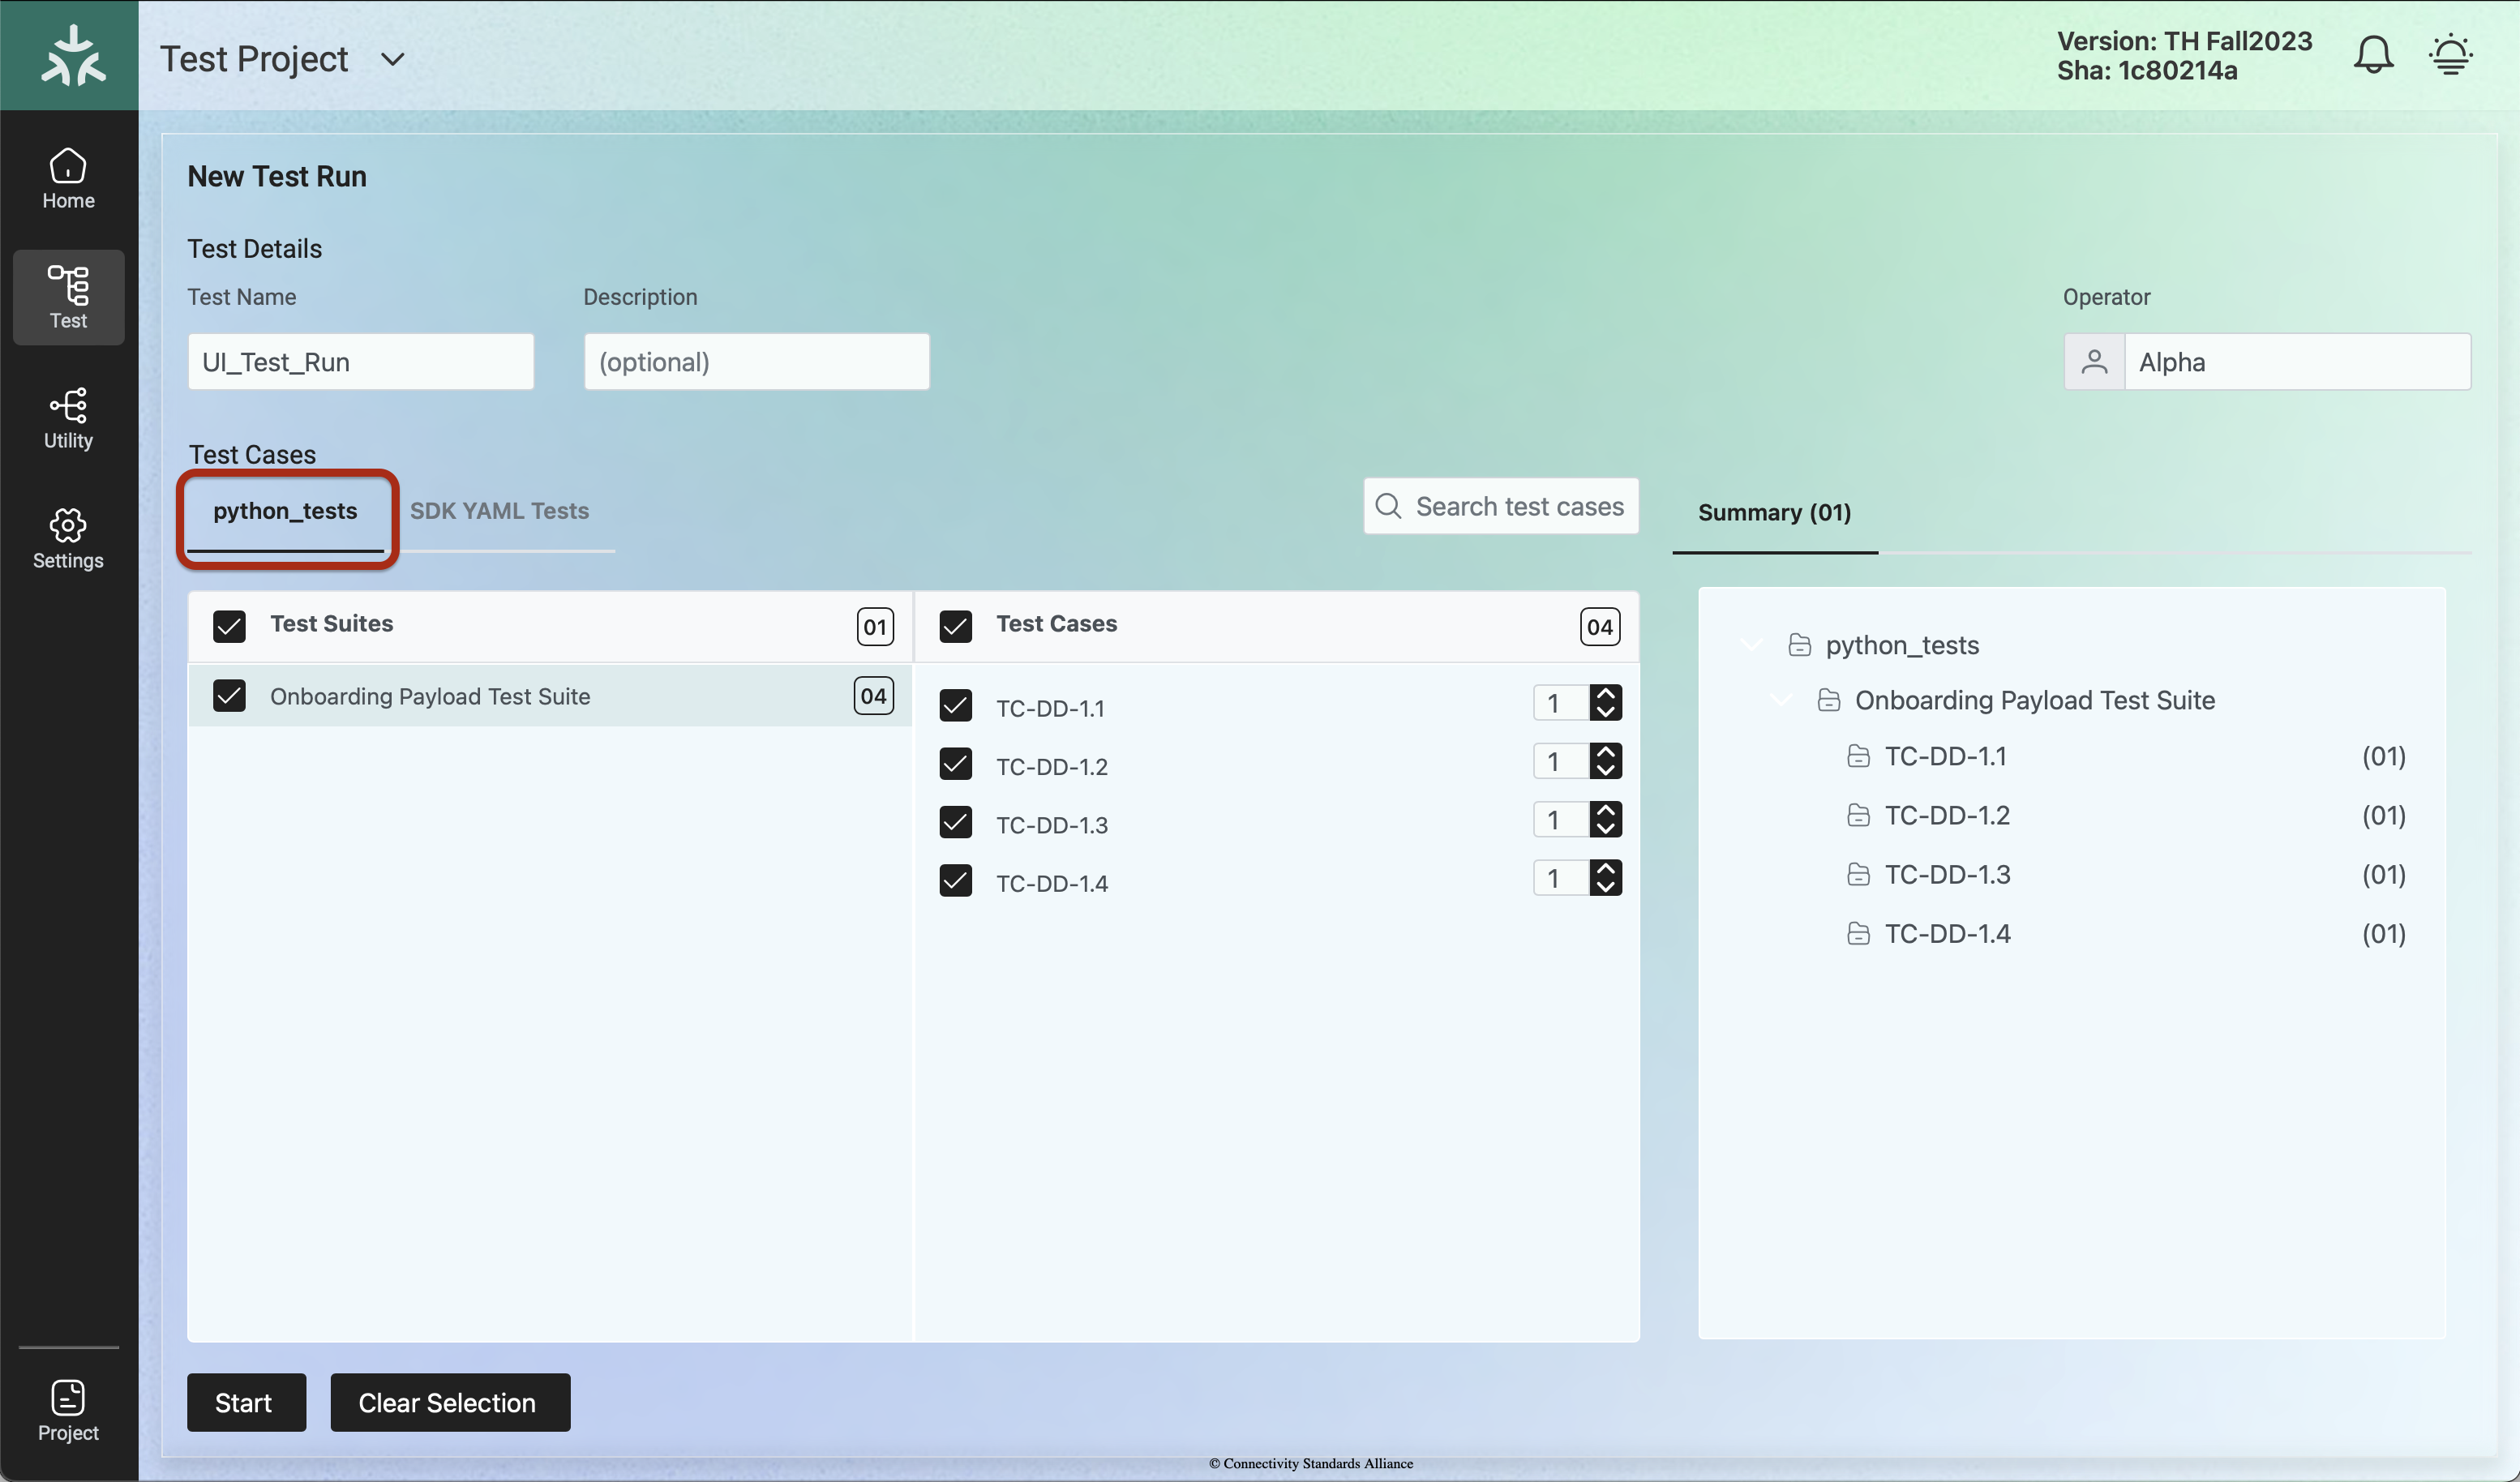 Test Project
Version: TH Fall2023
Sha: 1c80214a
Home
Test
Utility
Settings
Project
New Test Run
Test Details
Test Name
Description
Operator
UI_Test_Run
(optional)
Alpha
Test Cases
python_tests
SDK YAML Tests
Search test cases
Summary (01)
Test Suites
01
Test Cases
04
Onboarding Payload Test Suite
04
TC-DD-1.1
1
TC-DD-1.2
1
TC-DD-1.3
1
TC-DD-1.4
1
python_tests
Onboarding Payload Test Suite
TC-DD-1.1 (01)
TC-DD-1.2 (01)
TC-DD-1.3 (01)
TC-DD-1.4 (01)
Start
Clear Selection
© Connectivity Standards Alliance